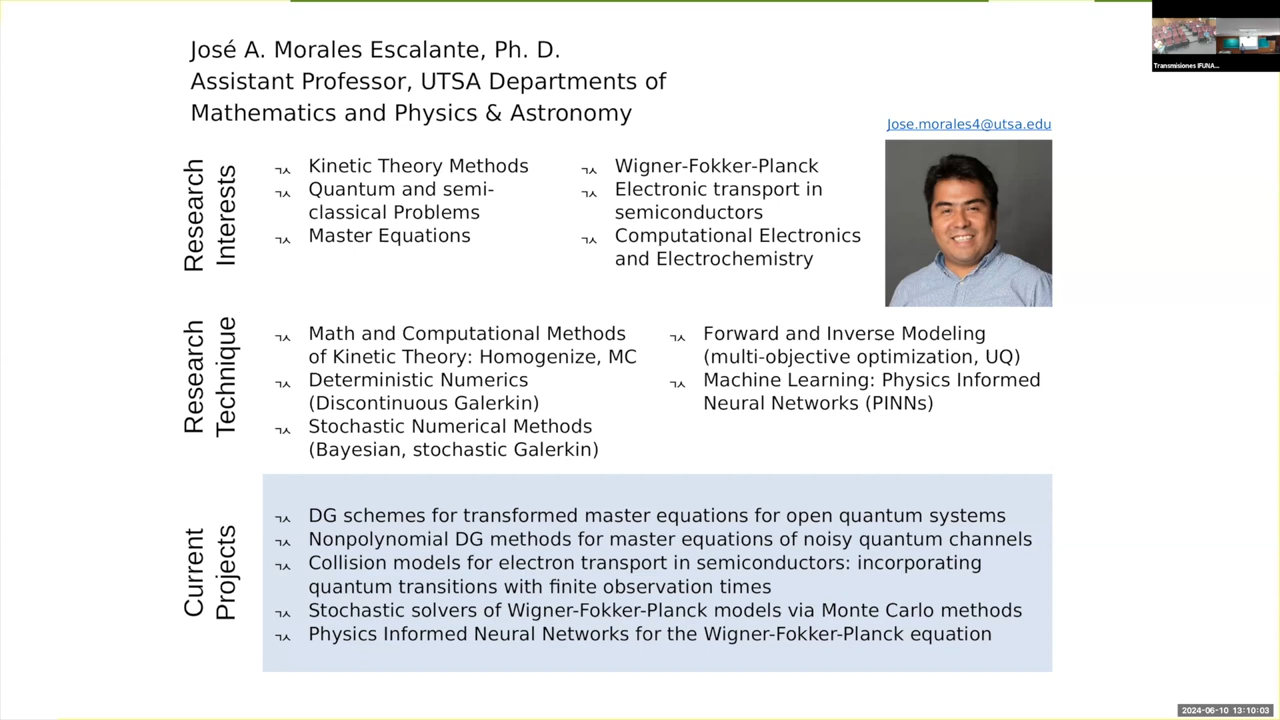 José A. Morales Escalante, Ph. D.
Assistant Professor, UTSA Departments of
Mathematics and Physics & Astronomy
Jose.morales4@utsa.edu
Transmisiones IFUNA...
Research
Interests
Kinetic Theory Methods
Quantum and semi-
classical Problems
Master Equations
Wigner-Fokker-Planck
Electronic transport in
semiconductors
Computational Electronics
and Electrochemistry
Research
Technique
Math and Computational Methods
of Kinetic Theory: Homogenize, MC
Deterministic Numerics
(Discontinuous Galerkin)
Stochastic Numerical Methods
(Bayesian, stochastic Galerkin)
Forward and Inverse Modeling
(multi-objective optimization, UQ)
Machine Learning: Physics Informed
Neural Networks (PINNs)
Current
Projects
DG schemes for transformed master equations for open quantum systems
Nonpolynomial DG methods for master equations of noisy quantum channels
Collision models for electron transport in semiconductors: incorporating
quantum transitions with finite observation times
Stochastic solvers of Wigner-Fokker-Planck models via Monte Carlo methods
Physics Informed Neural Networks for the Wigner-Fokker-Planck equation
2024-06-10 13:10:03